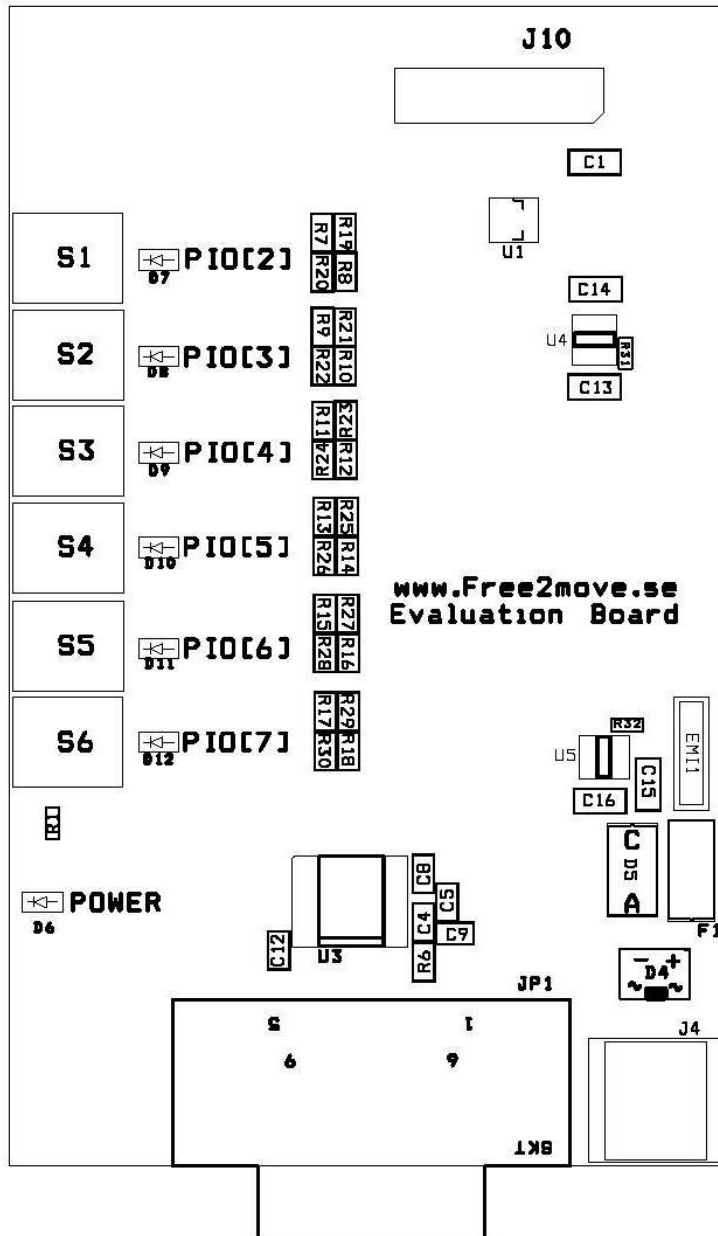 J10
C1
U1
C14
U4
R31
C13
S1
D7
PIO[2]
R7
R19
R20
R8
S2
D8
PIO[3]
R9
R21
R22
R10
S3
D9
PIO[4]
R11
R23
R24
R12
S4
D10
PIO[5]
R13
R25
R26
R14
www.Free2move.se
Evaluation Board
S5
D11
PIO[6]
R15
R27
R28
R16
S6
D12
PIO[7]
R17
R29
R30
R18
R32
U5
C15
C16
EMI1
C
D5
A
F1
R1
POWER
D6
C8
C5
C4
C9
R6
C12
U3
- +
D4
~ ~
JP1
J4
5
1
9
6
SKT